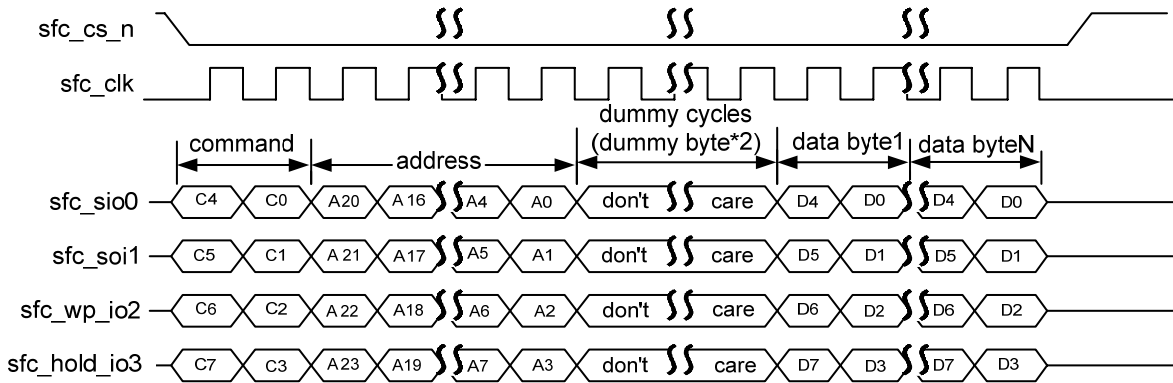 sfc_cs_n
sfc_clk
dummy cycles
command address (dummy byte*2) data byte1 data byteN
sfc_sio0 C4 C0 A20 A16 A4 A0 don't care D4 D0 D4 D0
sfc_soi1 C5 C1 A21 A17 A5 A1 don't care D5 D1 D5 D1
sfc_wp_io2 C6 C2 A22 A18 A6 A2 don't care D6 D2 D6 D2
sfc_hold_io3 C7 C3 A23 A19 A7 A3 don't care D7 D3 D7 D3